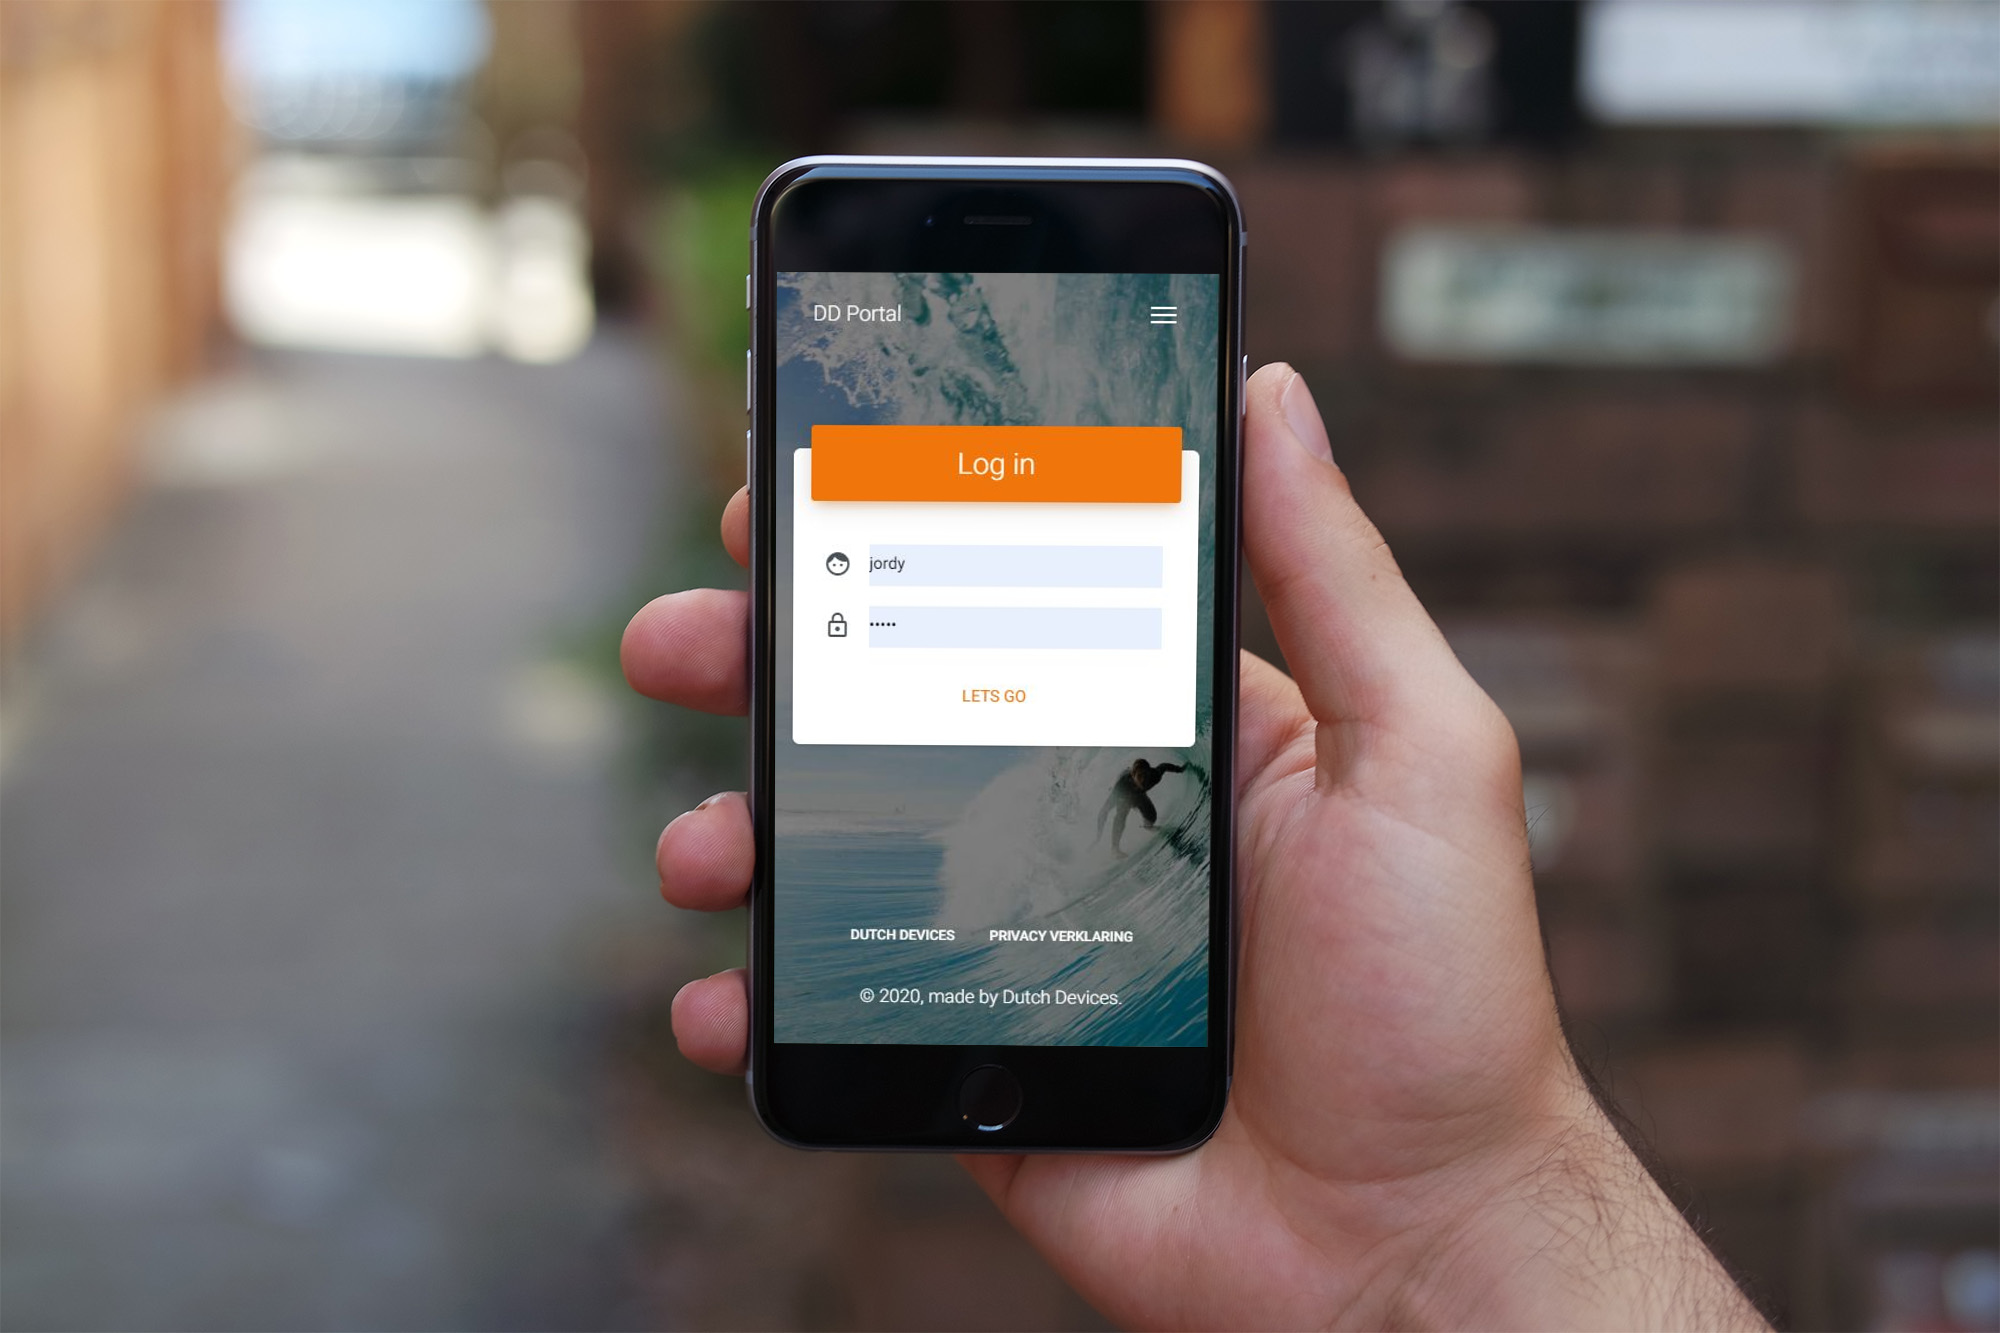 DD Portal
Log in
jordy
•••••
LETS GO
DUTCH DEVICES PRIVACY VERKLARING
© 2020, made by Dutch Devices.